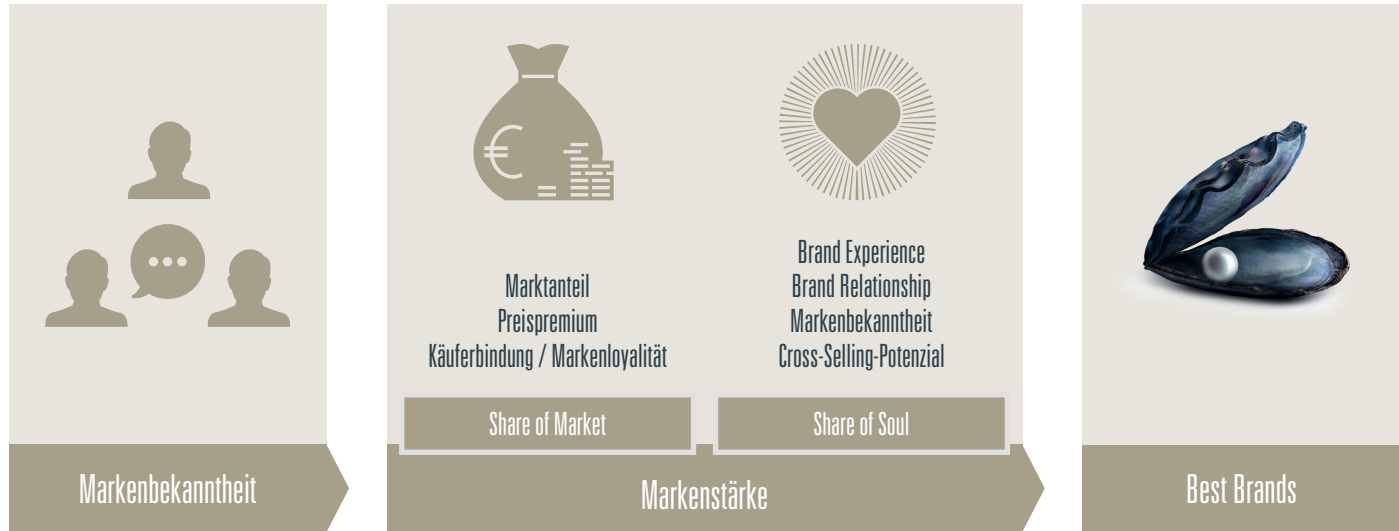 Marktanteil
Preispremium
Käuferbindung / Markenloyalität
Share of Market
Brand Experience
Brand Relationship
Markenbekanntheit
Cross-Selling-Potenzial
Share of Soul
Markenbekanntheit
Markenstärke
Best Brands